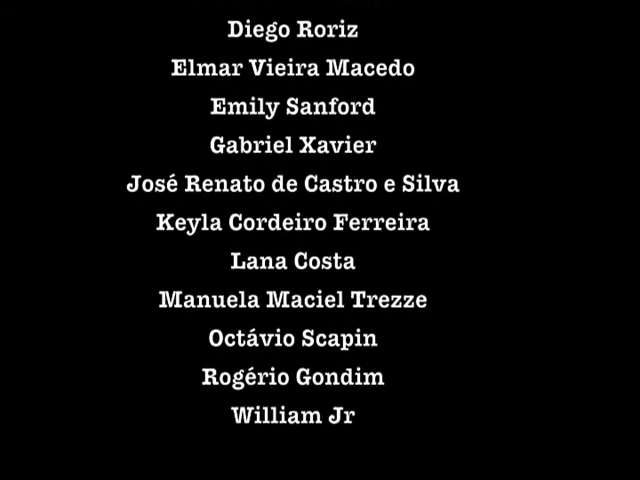 Diego Roriz
Elmar Vieira Macedo
Emily Sanford
Gabriel Xavier
José Renato de Castro e Silva
Keyla Cordeiro Ferreira
Lana Costa
Manuela Maciel Trezze
Octávio Scapin
Rogério Gondim
William Jr